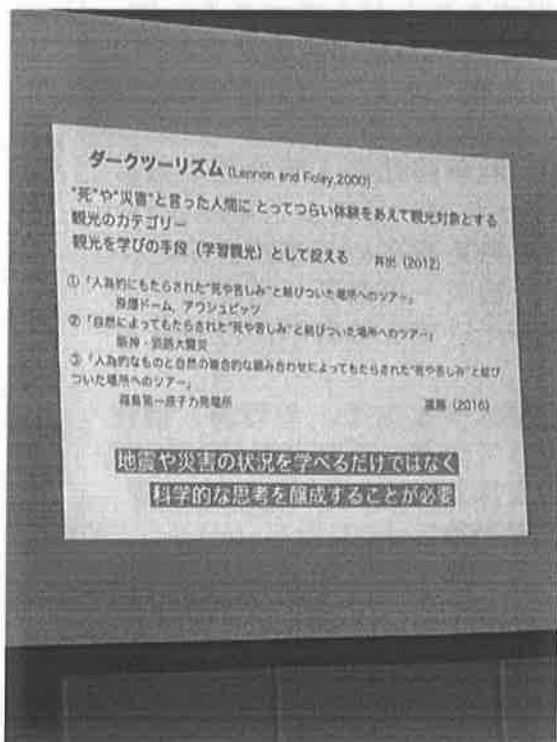 ダークツーリズム (Lennon and Foley,2000)
"死"や"災害"と言った人間に とってつらい体験をあえて観光対象とする
観光のカテゴリー
観光を学びの手段（学習観光）として捉える 井出（2012）
① 「人為的にもたらされた"死や苦しみ"と結びついた場所へのツアー」
原爆ドーム，アウシュビッツ
② 「自然によってもたらされた"死や苦しみ"と結びついた場所へのツアー」
阪神・淡路大震災
③ 「人為的なものと自然の複合的な組み合わせによってもたらされた"死や苦しみ"と結び
ついた場所へのツアー」
福島第一原子力発電所 （2016）
地震や災害の状況を学べるだけではなく
科学的な思考を醸成することが必要